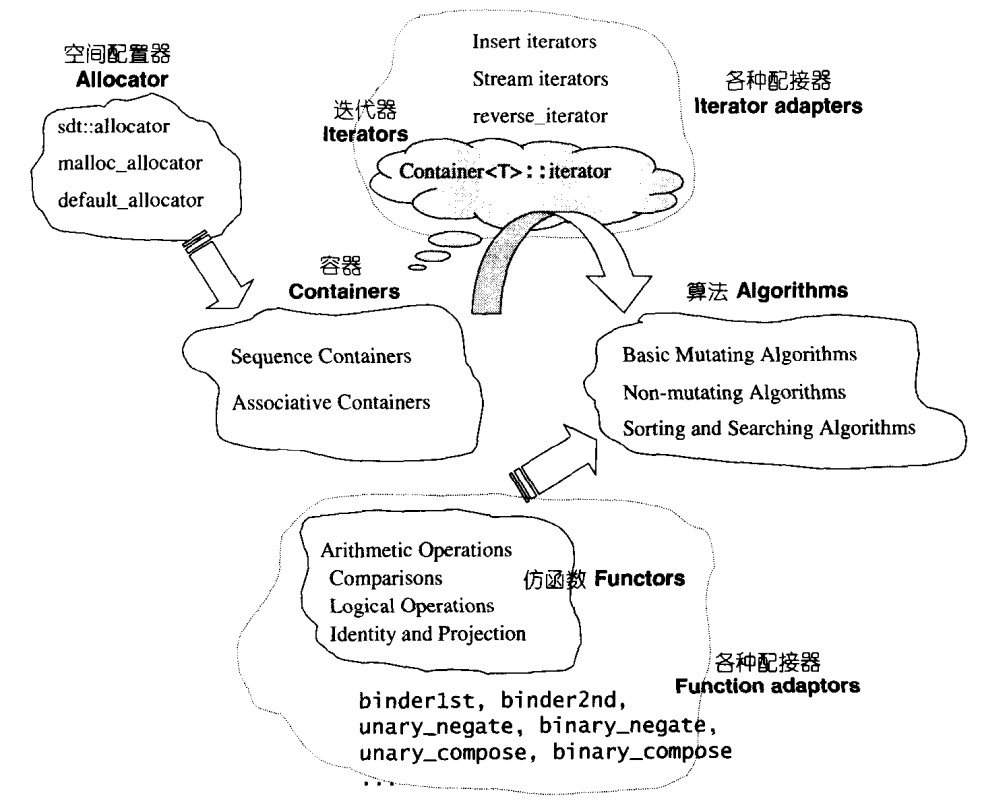 空间配置器
Allocator
sdt::allocator
malloc_allocator
default_allocator
迭代器
Iterators
Insert iterators
Stream iterators
reverse_iterator
Container<T>::iterator
各种配接器
Iterator adapters
容器
Containers
Sequence Containers
Associative Containers
算法 Algorithms
Basic Mutating Algorithms
Non-mutating Algorithms
Sorting and Searching Algorithms
Arithmetic Operations
Comparisons
Logical Operations
Identity and Projection
仿函数 Functors
各种配接器
Function adaptors
binder1st, binder2nd,
unary_negate, binary_negate,
unary_compose, binary_compose
...